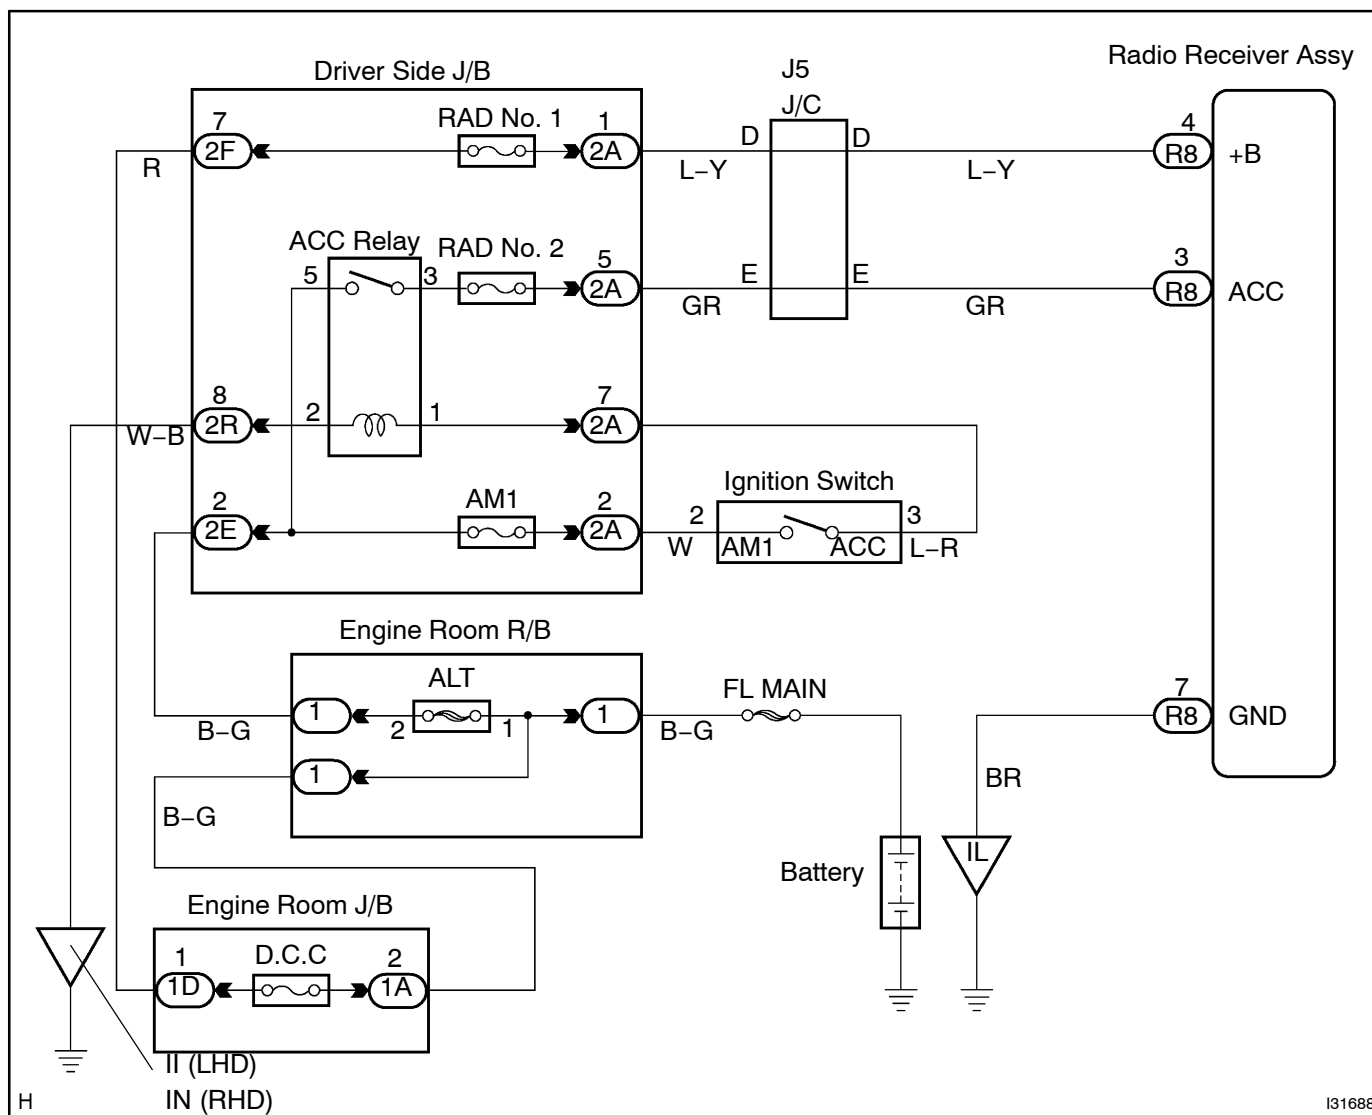 Radio Receiver Assy
Driver Side J/B
J5
J/C
7
2F
R
RAD No. 1
1
2A
L−Y
D
D
L−Y
4
R8
+B
ACC Relay
5
3
RAD No. 2
5
2A
GR
E
E
GR
3
R8
ACC
8
2R
W−B
2
1
7
2A
2
2E
AM1
2
2A
W
Ignition Switch
2
AM1
ACC
3
L−R
Engine Room R/B
ALT
1
2
1
1
B−G
B−G
FL MAIN
7
R8
GND
1
B−G
BR
Battery
IL
Engine Room J/B
1
1D
D.C.C
2
1A
II (LHD)
IN (RHD)
H